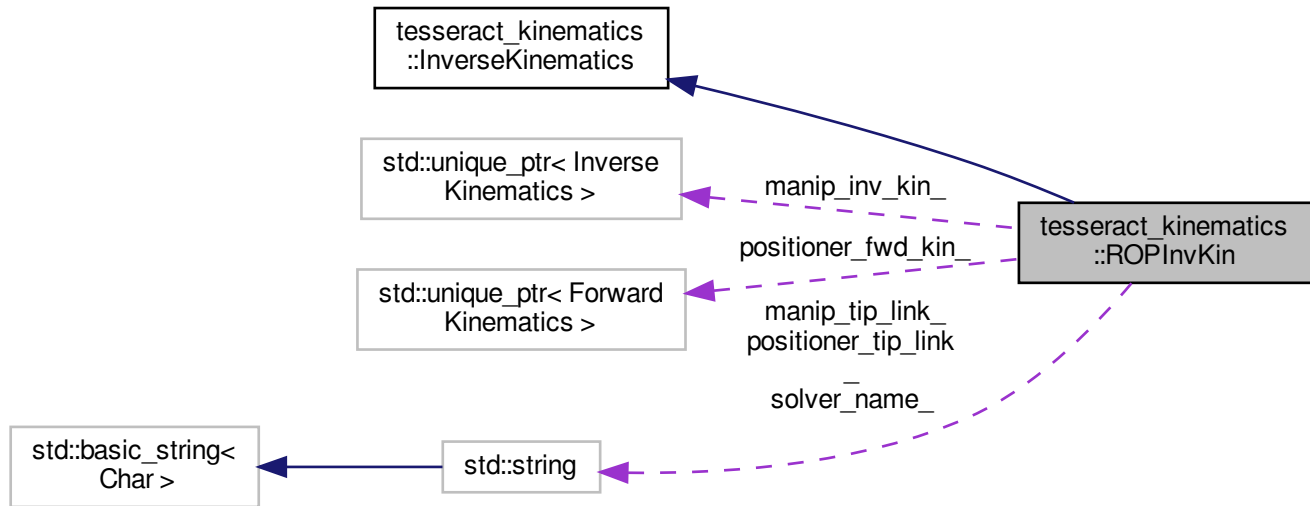 tesseract_kinematics
::InverseKinematics
std::unique_ptr< Inverse
Kinematics >
manip_inv_kin_
tesseract_kinematics
::ROPInvKin
positioner_fwd_kin_
std::unique_ptr< Forward
Kinematics >
manip_tip_link_
positioner_tip_link
_
solver_name_
std::basic_string<
Char >
std::string